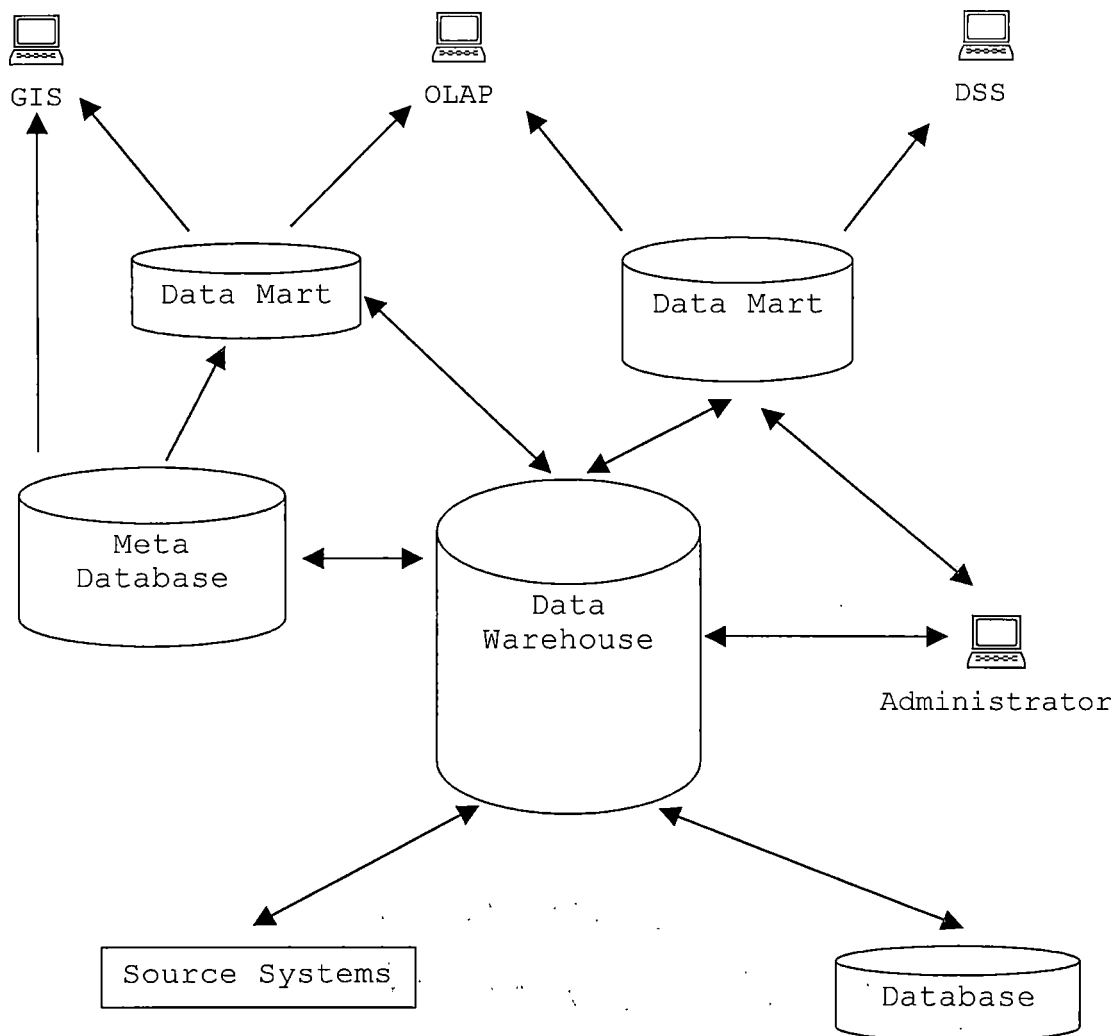 GIS
OLAP
DSS
Data Mart
Data Mart
Meta
Database
Data
Warehouse
Administrator
Source Systems
Database